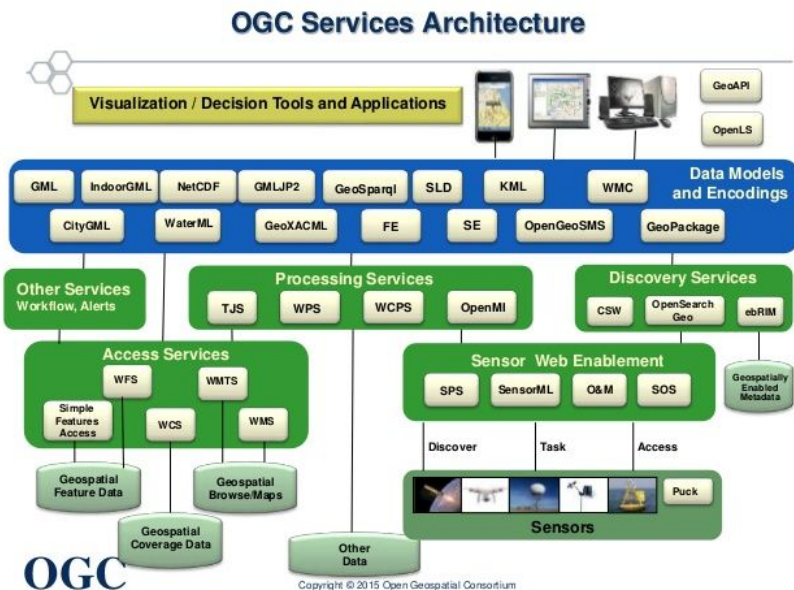 OGC Services Architecture
Visualization / Decision Tools and Applications
GeoAPI
OpenLS
Data Models
and Encodings
GML
IndoorGML
NetCDF
GMLJP2
GeoSparql
SLD
KML
WMC
CityGML
WaterML
GeoXACML
FE
SE
OpenGeoSMS
GeoPackage
Other Services
Workflow, Alerts
Processing Services
TJS
WPS
WCPS
OpenMI
Discovery Services
CSW
OpenSearch
Geo
ebRIM
Access Services
WFS
WMTS
Simple
Features
Access
WCS
WMS
Sensor Web Enablement
SPS
SensorML
O&M
SOS
Geospatially
Enabled
Metadata
Discover
Task
Access
Geospatial
Feature Data
Geospatial
Browse/Maps
Geospatial
Coverage Data
Other
Data
Puck
Sensors
OGC
Copyright © 2015 Open Geospatial Consortium